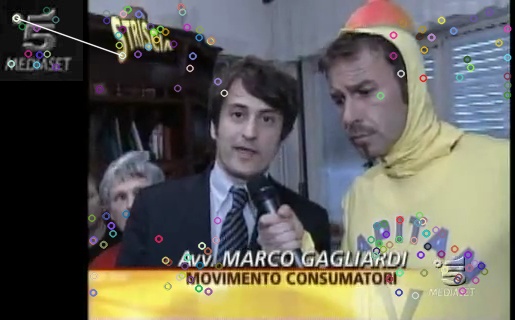 5
MEDIASET
STRISCIA
Avv. MARCO GAGLIARDI
MOVIMENTO CONSUMATORI
5
MEDIASET